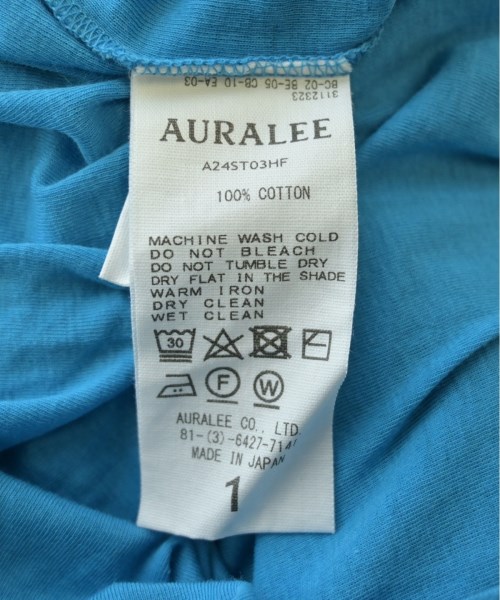 3112323
BC-02 BE-05 CB-10 EA-03
AURALEE
A24ST03HF
100% COTTON
MACHINE WASH COLD
DO NOT BLEACH
DO NOT TUMBLE DRY
DRY FLAT IN THE SHADE
WARM IRON
DRY CLEAN
WET CLEAN
30
F W
AURALEE CO., LTD
81-(3)-6427-714
MADE IN JAPAN
1